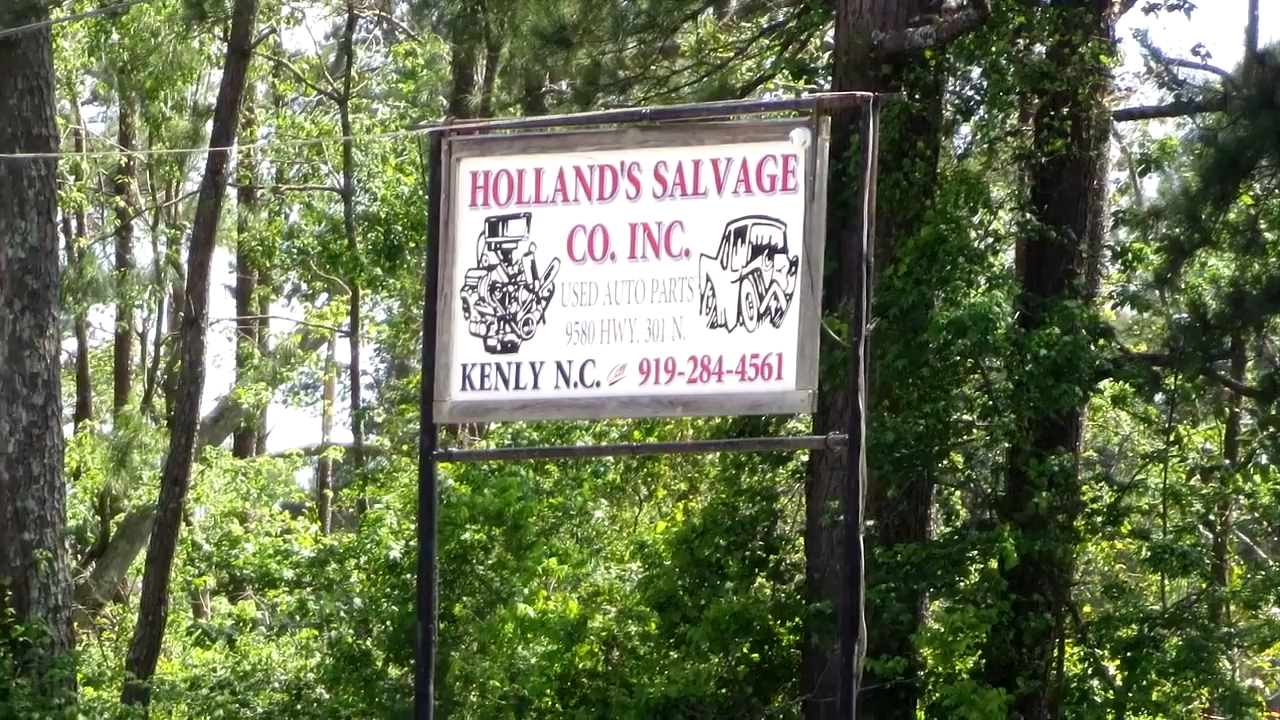 HOLLAND'S SALVAGE
CO. INC.
USED AUTO PARTS
9580 HWY. 301 N.
KENLY N.C. 919-284-4561